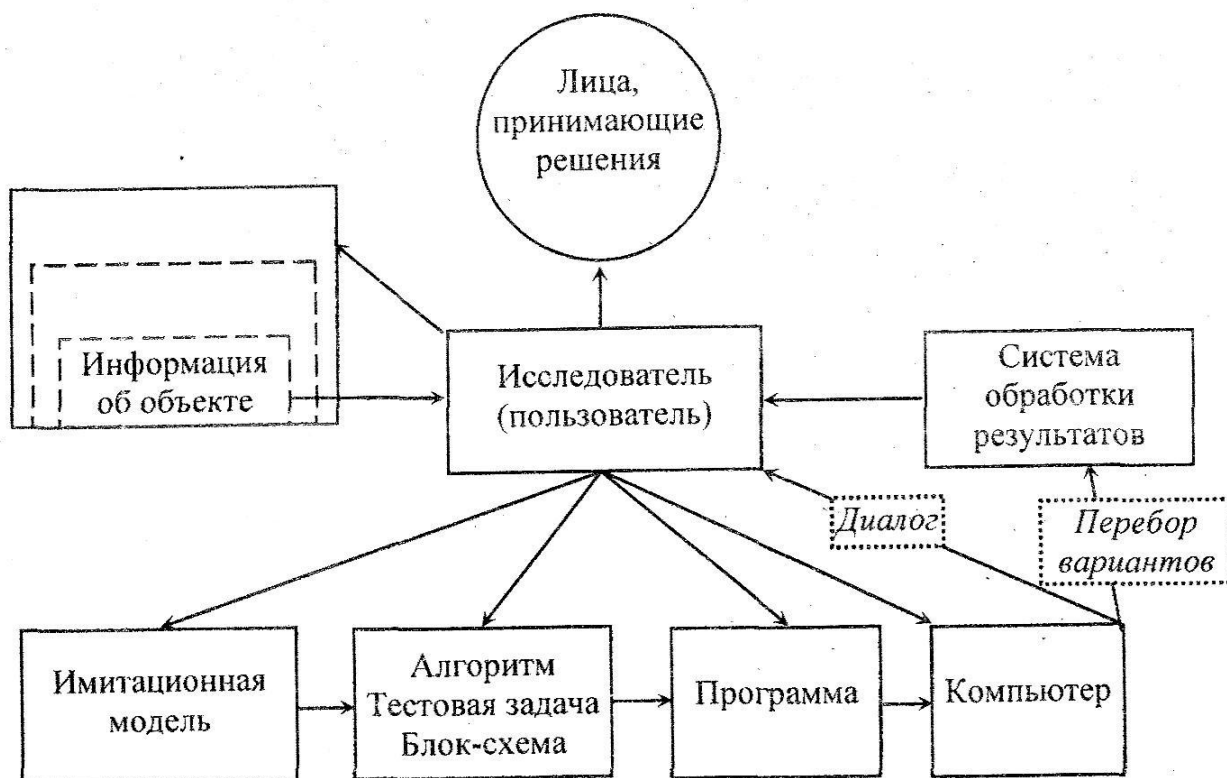 Лица,
принимающие
решения
Информация
об объекте
Исследователь
(пользователь)
Система
обработки
результатов
Диалог
Перебор
вариантов
Имитационная
модель
Алгоритм
Тестовая задача
Блок-схема
Программа
Компьютер